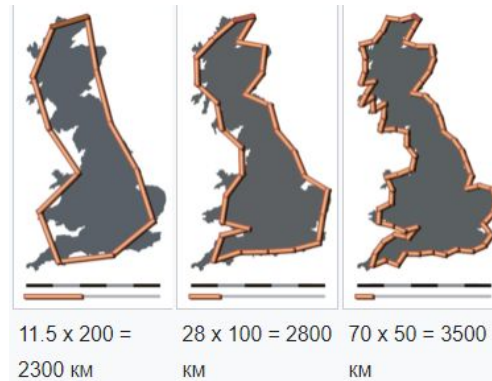 11.5 x 200 =
2300 км
28 x 100 = 2800
км
70 x 50 = 3500
км